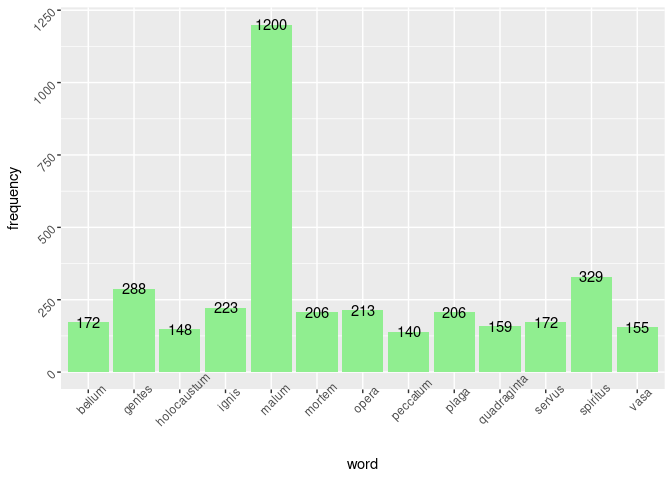 1250
1000
750
500
250
0
frequency
172
288
148
223
1200
206
213
140
206
159
172
329
155
bellum
gentes
holocaustum
ignis
malum
mortem
opera
peccatum
plaga
quadraginta
servus
spiritus
vasa
word